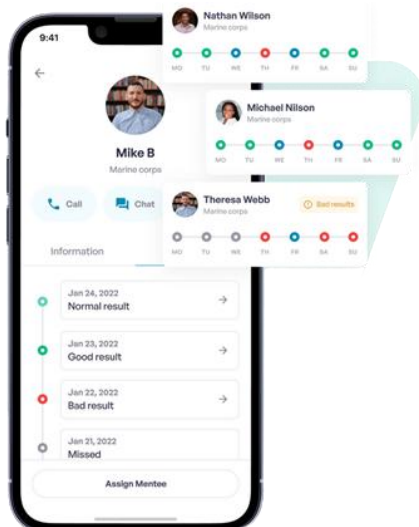 9:41
Mike B
Marine corps
Call
Chat
Information
Jan 24, 2022
Normal result
Jan 23, 2022
Good result
Jan 22, 2022
Bad result
Jan 21, 2022
Missed
Assign Mentee
Nathan Wilson
Marine corps
MO TU WE TH FR SA SU
Michael Nilson
Marine corps
MO TU WE TH FR SA SU
Theresa Webb
Marine corps
Bad results
MO TU WE TH FR SA SU